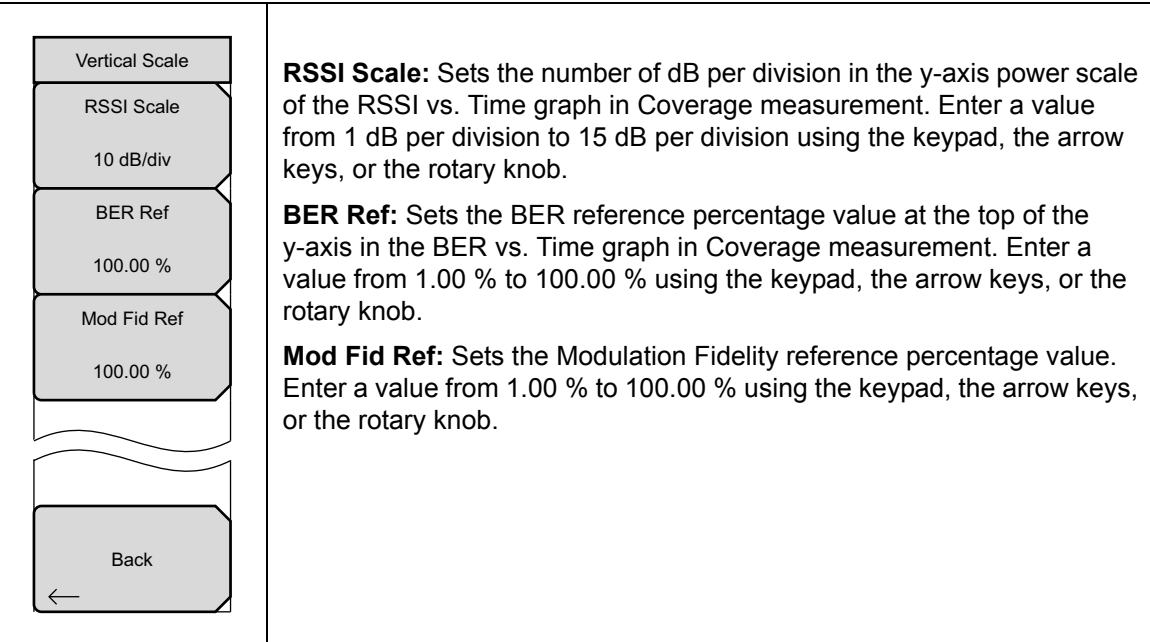 Vertical Scale
RSSI Scale
10 dB/div
BER Ref
100.00 %
Mod Fid Ref
100.00 %
Back
RSSI Scale: Sets the number of dB per division in the y-axis power scale
of the RSSI vs. Time graph in Coverage measurement. Enter a value
from 1 dB per division to 15 dB per division using the keypad, the arrow
keys, or the rotary knob.
BER Ref: Sets the BER reference percentage value at the top of the
y-axis in the BER vs. Time graph in Coverage measurement. Enter a
value from 1.00 % to 100.00 % using the keypad, the arrow keys, or the
rotary knob.
Mod Fid Ref: Sets the Modulation Fidelity reference percentage value.
Enter a value from 1.00 % to 100.00 % using the keypad, the arrow keys,
or the rotary knob.